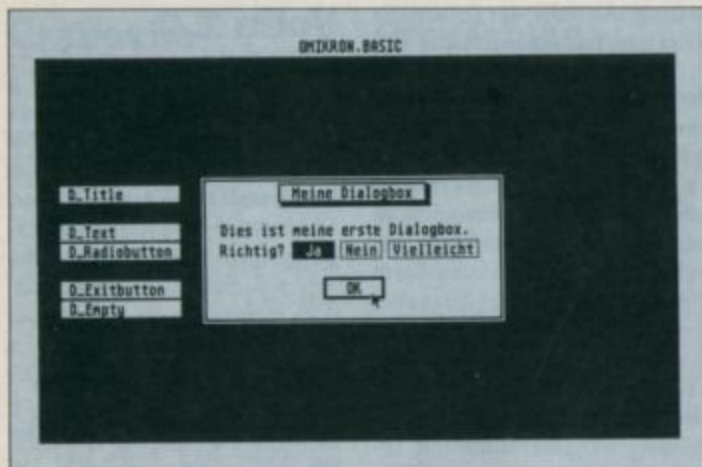 OMIKRON.BASIC
D_Title
Meine Dialogbox
D_Text
Dies ist meine erste Dialogbox.
D_Radiobutton
Richtig? Ja Nein Vielleicht
D_Exitbutton
OK
D_Empty